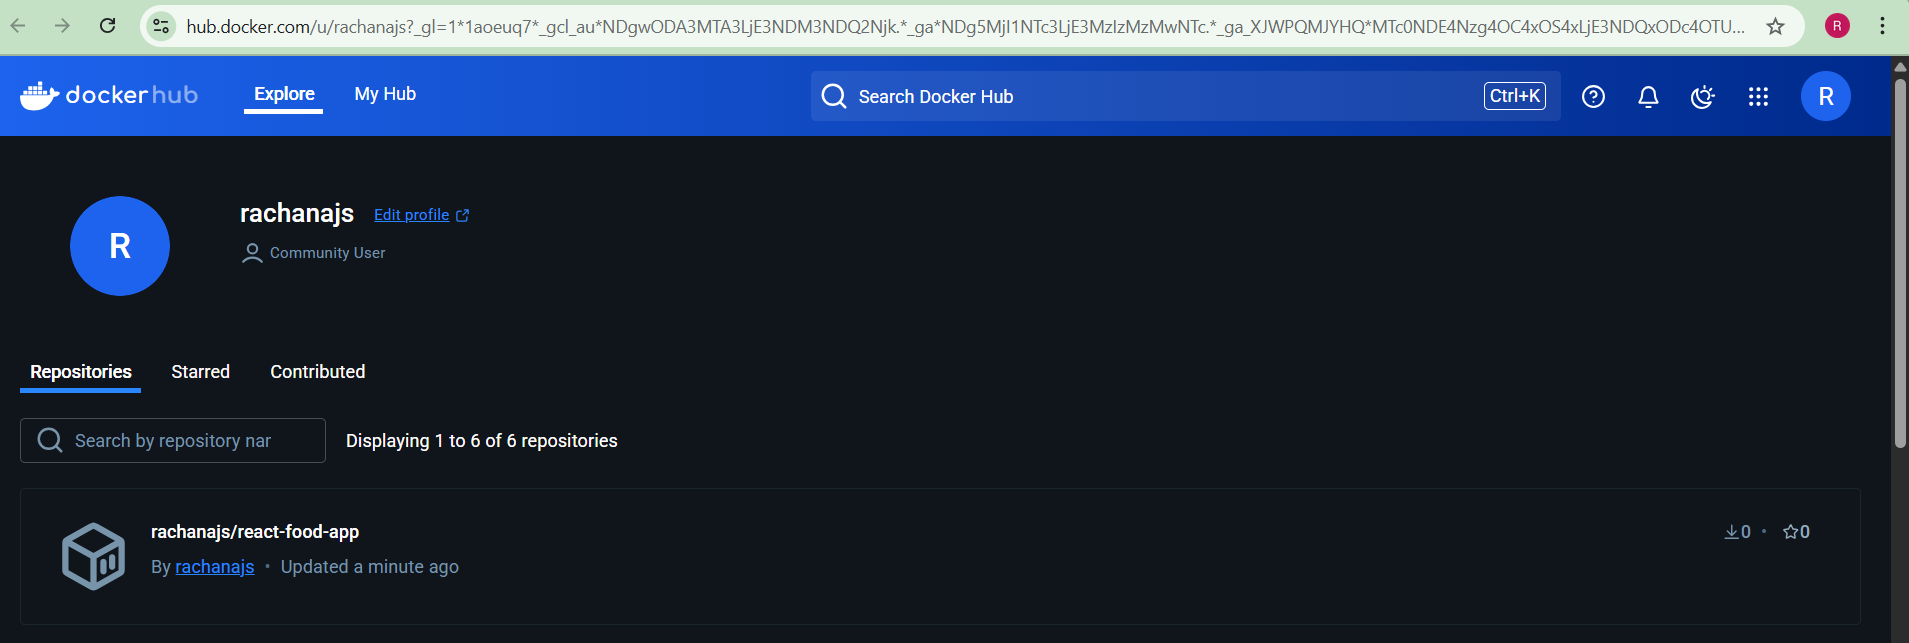 hub.docker.com/u/rachanajs?_gl=1*1aoeuq7*_gcl_au*NDgwODA3MTA3LjE3NDM3NDQ2Njk.*_ga*NDg5MjI1NTc3LjE3MzIzMzMwNTc.*_ga_XJWPQMJYHQ*MTc0NDE4Nzg4OC4xOS4xLjE3NDQxODc4OTU...
R
docker hub
Explore
My Hub
Search Docker Hub
Ctrl+K
R
R
rachanajs
Edit profile
Community User
Repositories
Starred
Contributed
Search by repository nar
Displaying 1 to 6 of 6 repositories
rachanajs/react-food-app
0 • 0
By rachanajs • Updated a minute ago